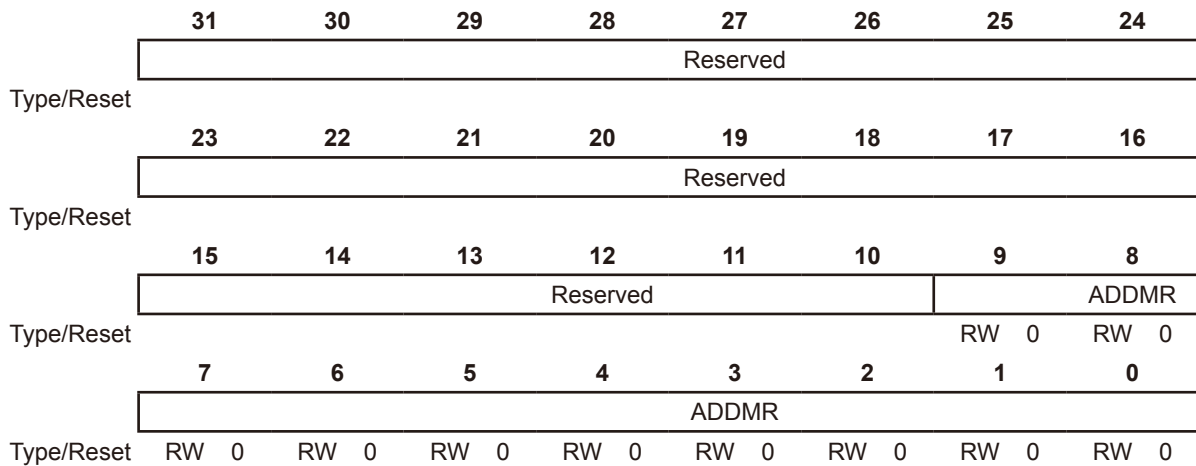 31 30 29 28 27 26 25 24
Reserved
Type/Reset
23 22 21 20 19 18 17 16
Reserved
Type/Reset
15 14 13 12 11 10 9 8
Reserved ADDMR
Type/Reset RW 0 RW 0
7 6 5 4 3 2 1 0
ADDMR
Type/Reset RW 0 RW 0 RW 0 RW 0 RW 0 RW 0 RW 0 RW 0